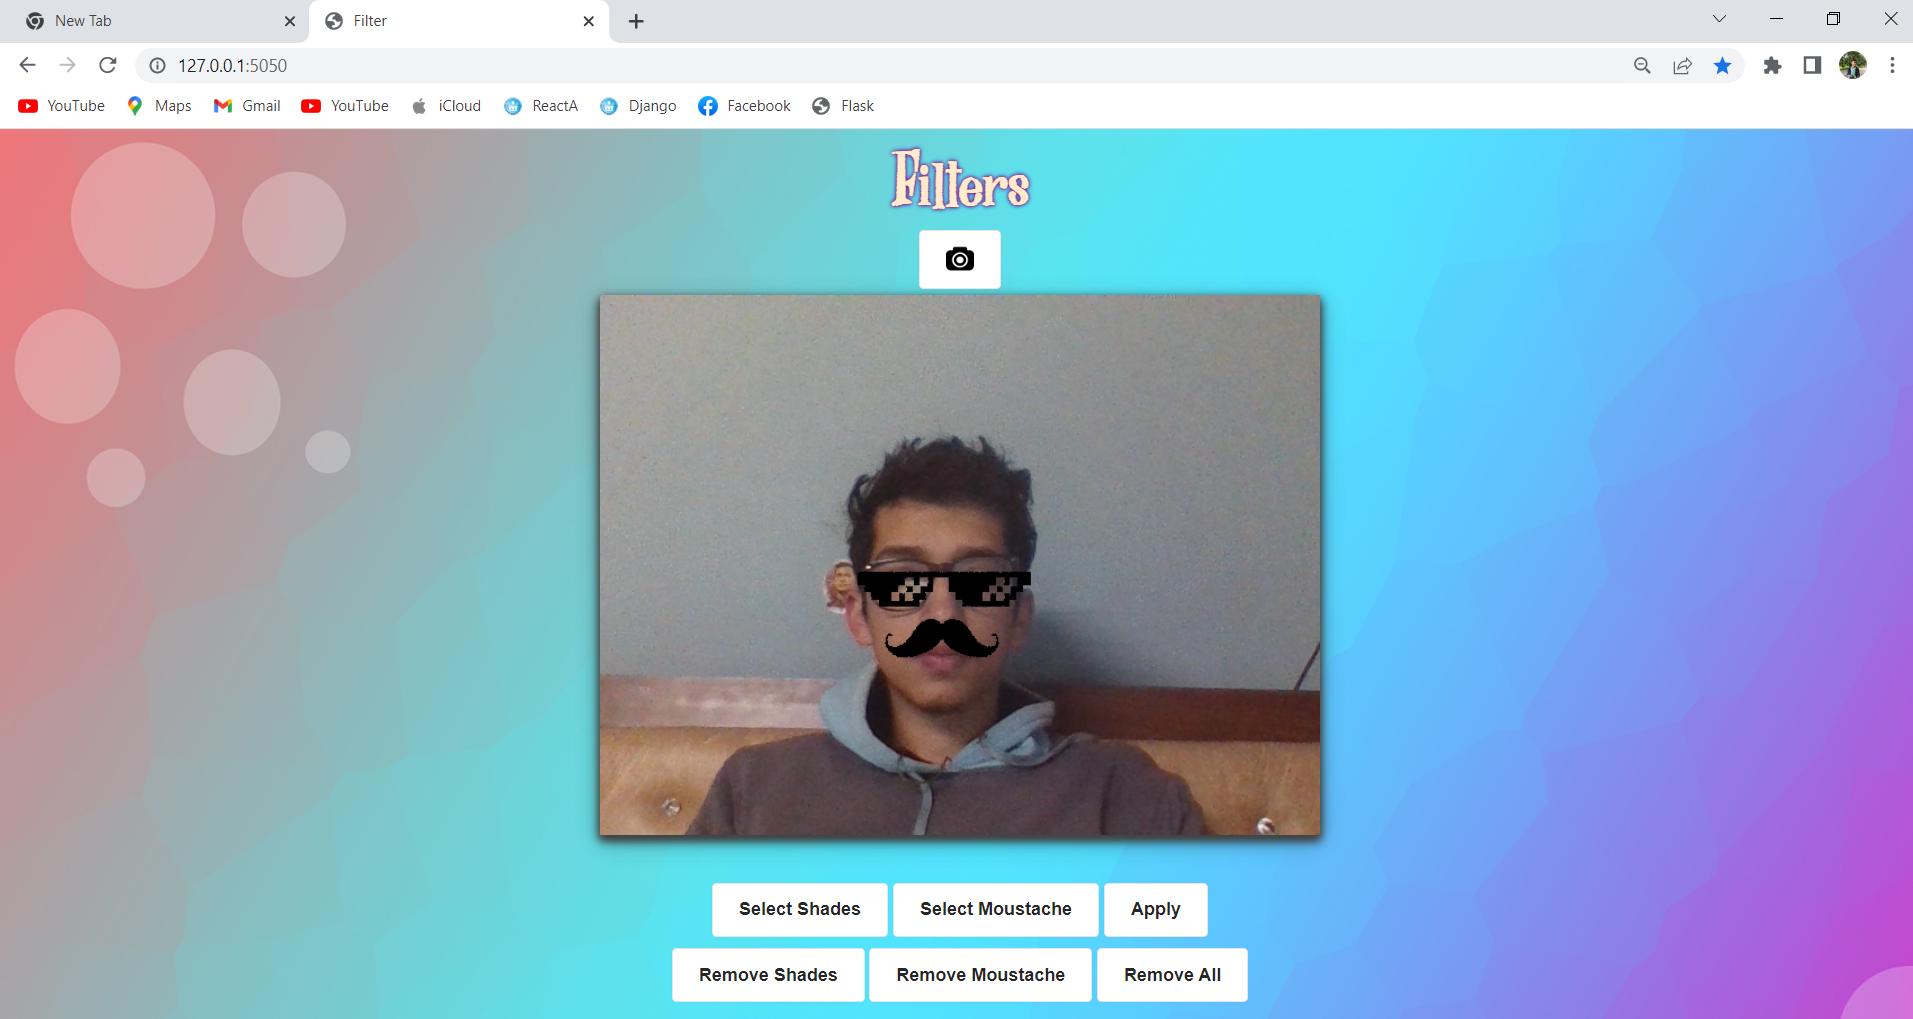 New Tab
Filter
127.0.0.1:5050
YouTube Maps Gmail YouTube iCloud ReactA Django Facebook Flask
Filters
Select Shades Select Moustache Apply
Remove Shades Remove Moustache Remove All